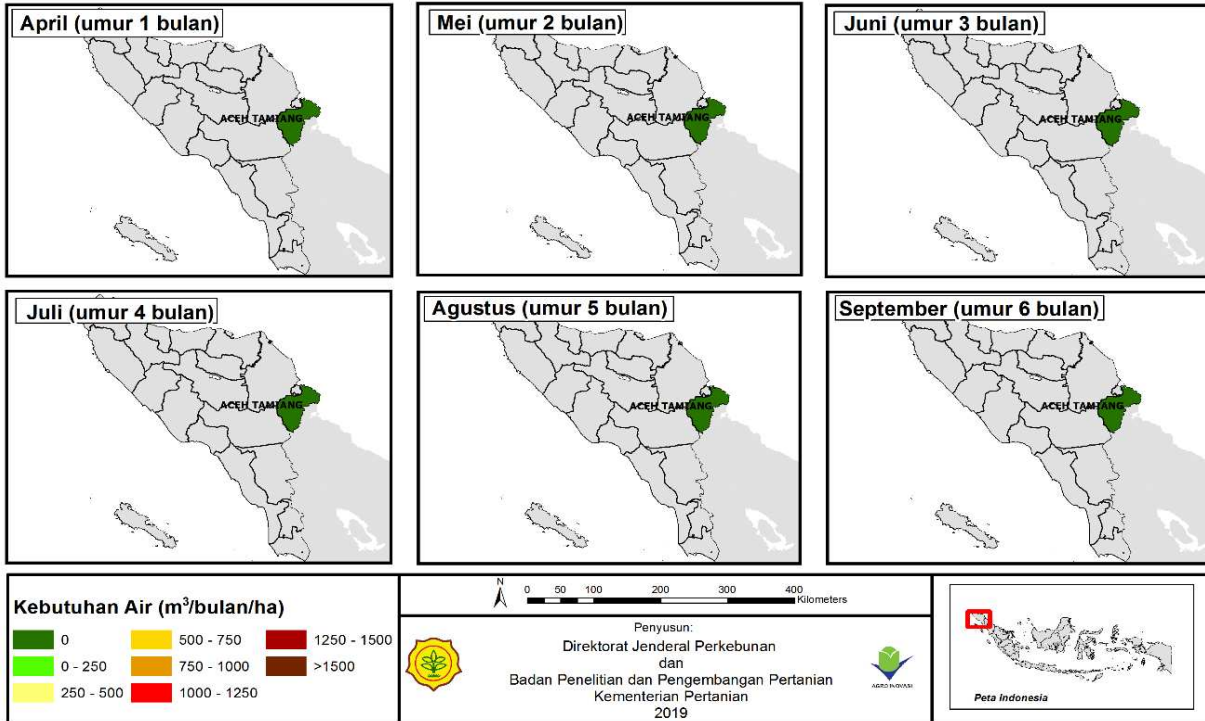 April (umur 1 bulan)
ACEH TAMIANG
Mei (umur 2 bulan)
ACEH TAMIANG
Juni (umur 3 bulan)
ACEH TAMIANG
Juli (umur 4 bulan)
ACEH TAMIANG
Agustus (umur 5 bulan)
ACEH TAMIANG
September (umur 6 bulan)
ACEH TAMIANG
Kebutuhan Air (m³/bulan/ha)
0
0 - 250
250 - 500
500 - 750
750 - 1000
1000 - 1250
1250 - 1500
>1500
N
0 50 100 200 300 400
Kilometers
Penyusun:
Direktorat Jenderal Perkebunan
dan
Badan Penelitian dan Pengembangan Pertanian
Kementerian Pertanian
2019
AGRO INOVASI
Peta Indonesia